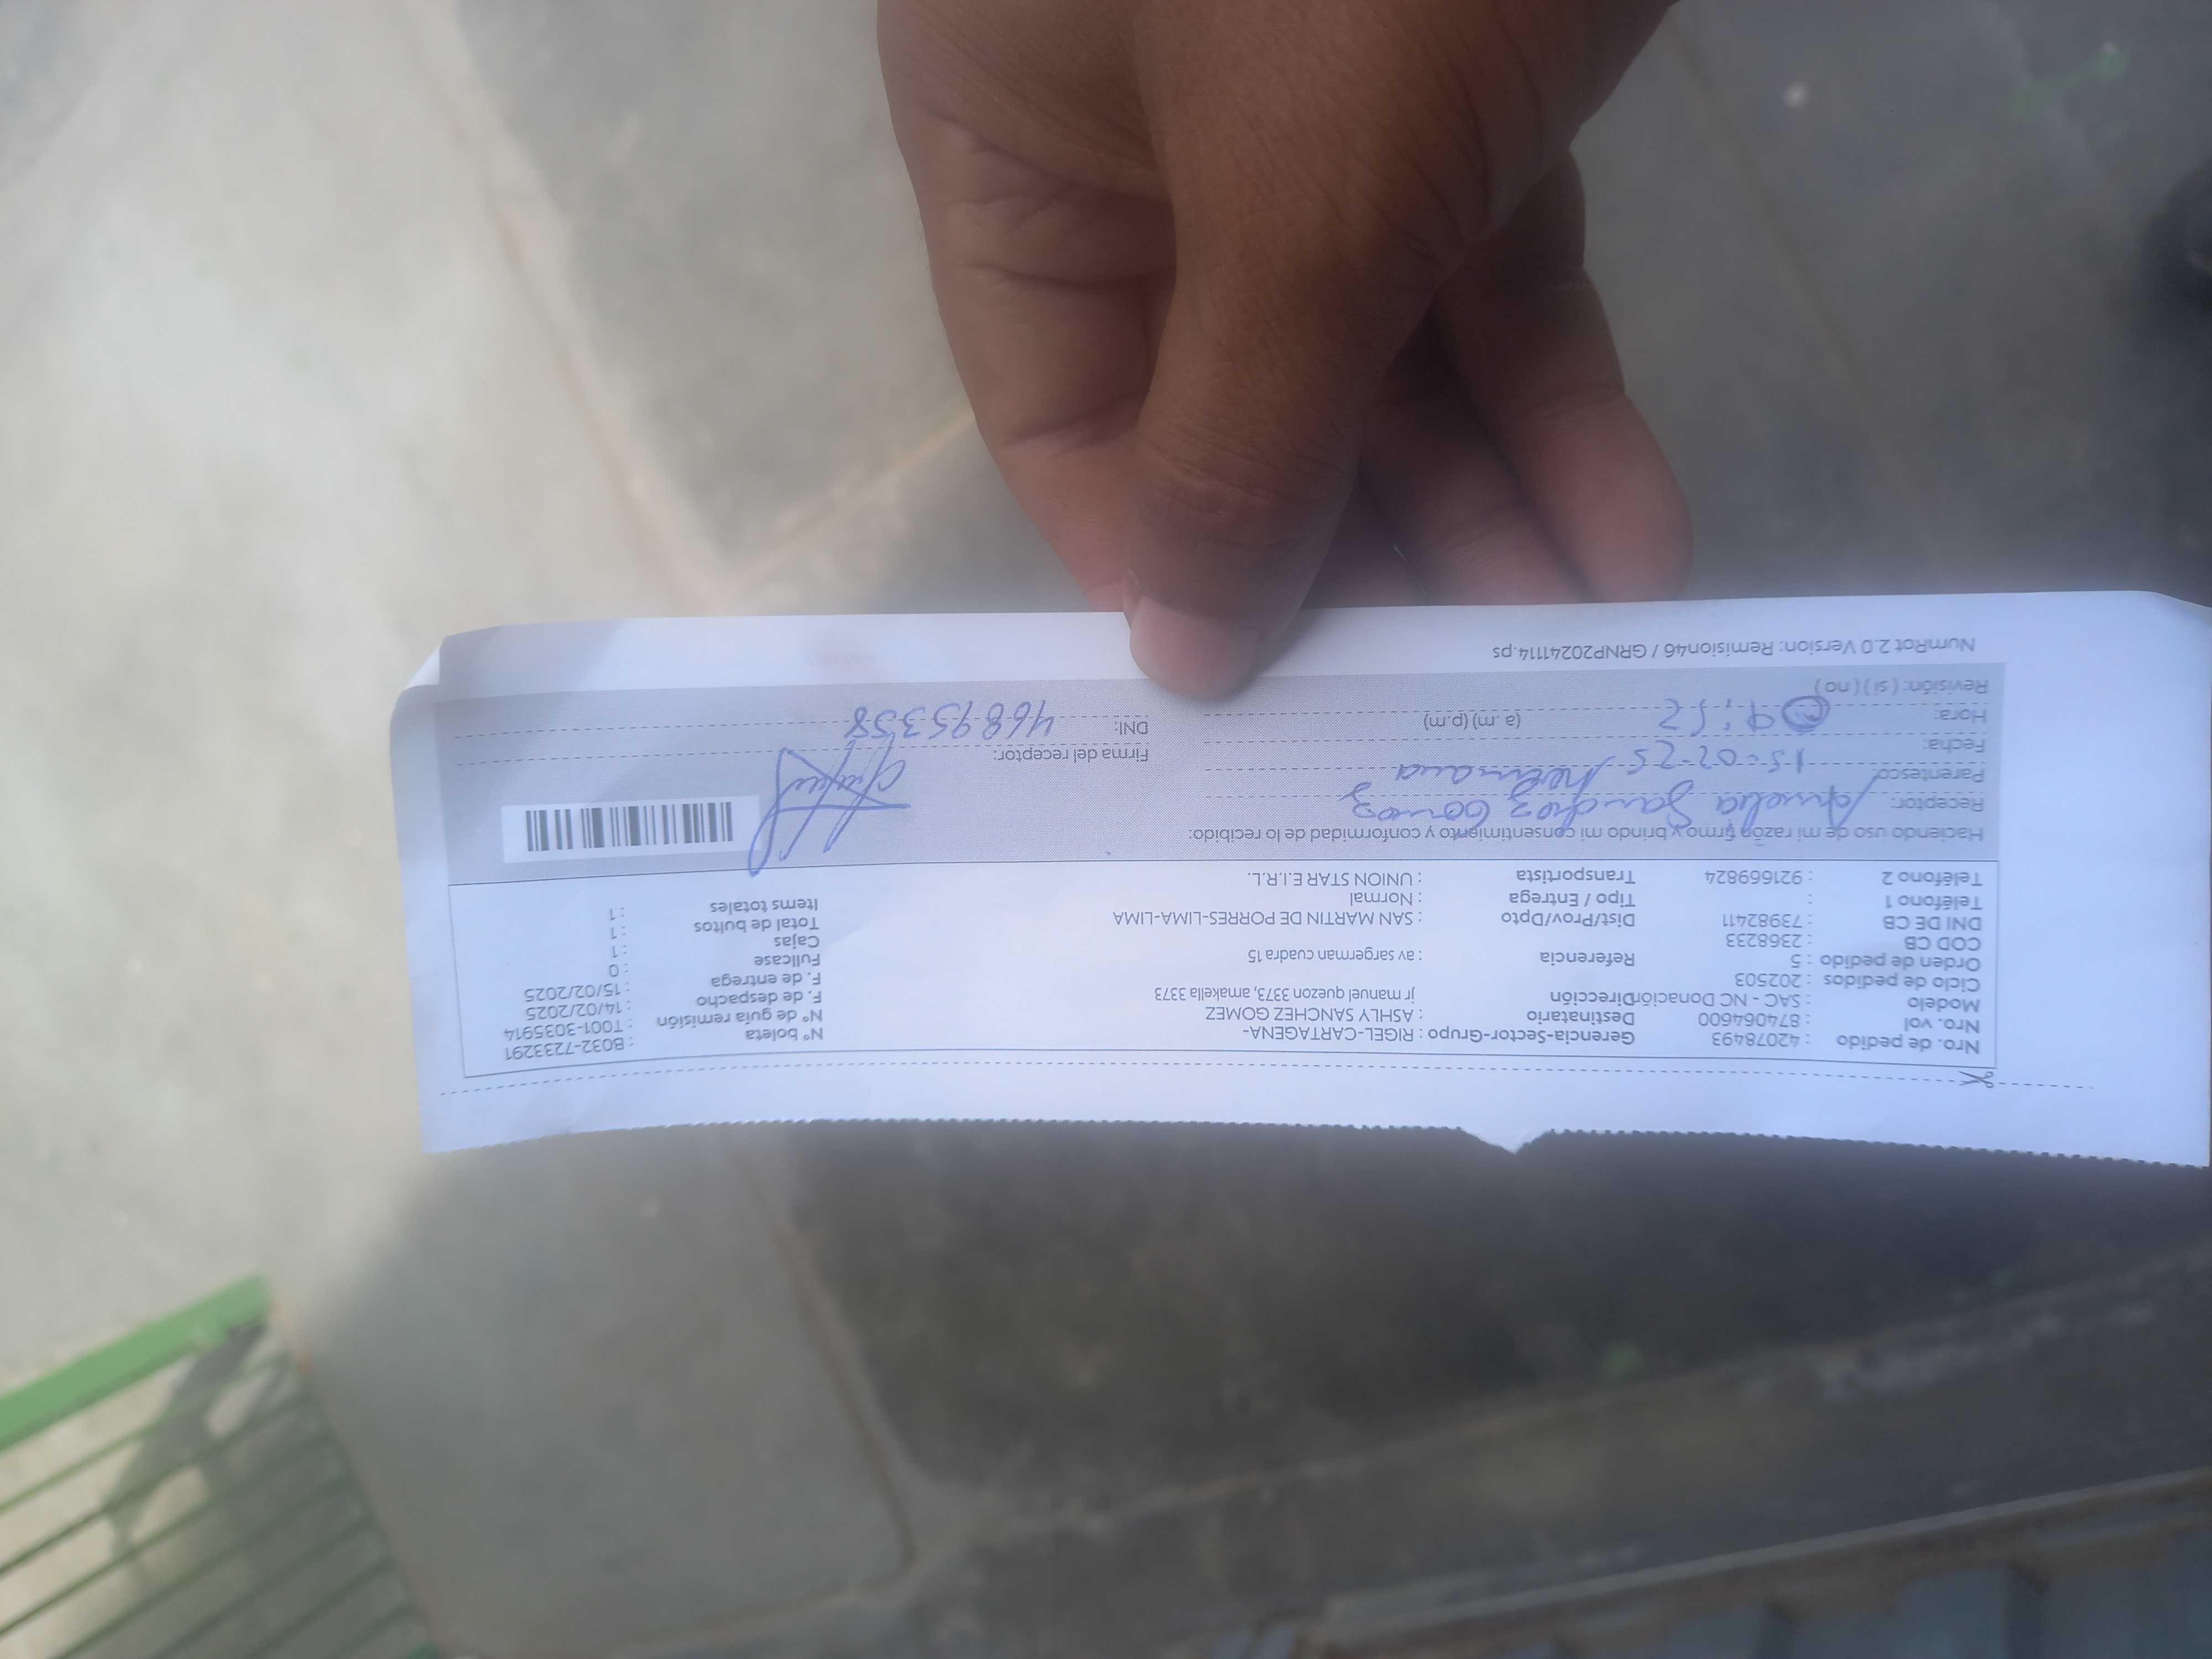 Nro. de pedido : 42078493 Gerencia-Sector-Grupo : RIGEL-CARTAGENA- N° boleta : B032-7233291
Nro. vol : 874064600 Destinatario : ASHLY SANCHEZ GOMEZ N° de guía remisión : T001-3035914
Modelo : SAC - NC Donación Dirección jr manuel quezon 3373, amakella 3373 F. de despacho : 14/02/2025
Ciclo de pedidos : 202503 F. de entrega : 15/02/2025
Orden de pedido : 5 Referencia : av sargerman cuadra 15 Fullcase : 0
COD CB : 2368233 Cajas : 1
DNI DE CB : 73982411 Dist/Prov/Dpto : SAN MARTIN DE PORRES-LIMA-LIMA Total de bultos : 1
Teléfono 1 : Tipo / Entrega : Normal Items totales : 1
Teléfono 2 : 921669824 Transportista : UNION STAR E.I.R.L.
Haciendo uso de mi razón firmo y brindo mi consentimiento y conformidad de lo recibido:
Receptor: Amelia Sanchez Gomez
Parentesco: hermana
Fecha: 15-02-25 Firma del receptor:
Hora: 09:52 (a. m) (p.m) DNI: 46895358
Revisión: ( si ) ( no )
NumRot 2.0 Version: Remision46 / GRNP20241114.ps